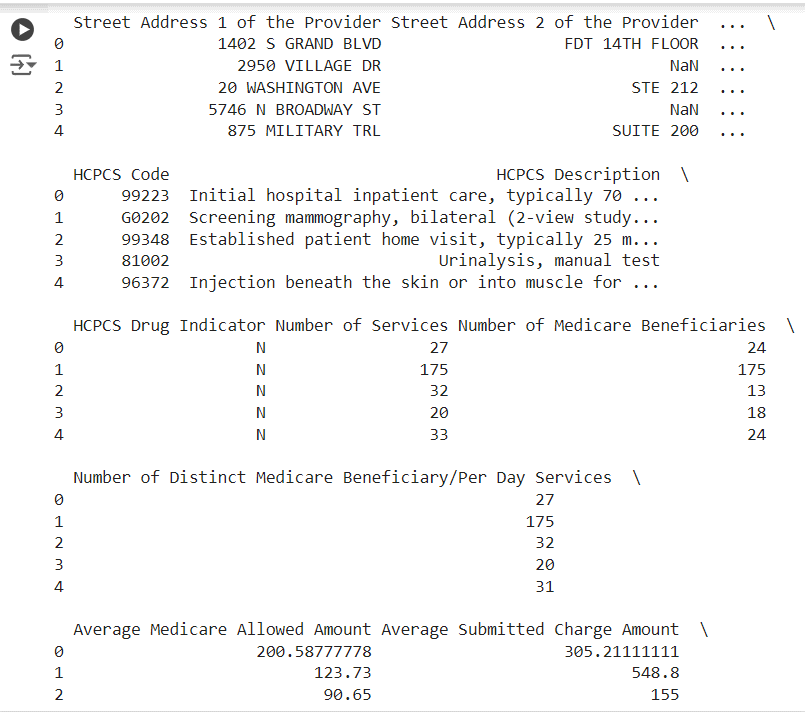 Street Address 1 of the Provider Street Address 2 of the Provider ... \
0 1402 S GRAND BLVD FDT 14TH FLOOR ...
1 2950 VILLAGE DR NaN ...
2 20 WASHINGTON AVE STE 212 ...
3 5746 N BROADWAY ST NaN ...
4 875 MILITARY TRL SUITE 200 ...
HCPCS Code HCPCS Description \
0 99223 Initial hospital inpatient care, typically 70 ...
1 G0202 Screening mammography, bilateral (2-view study...
2 99348 Established patient home visit, typically 25 m...
3 81002 Urinalysis, manual test
4 96372 Injection beneath the skin or into muscle for ...
HCPCS Drug Indicator Number of Services Number of Medicare Beneficiaries \
0 N 27 24
1 N 175 175
2 N 32 13
3 N 20 18
4 N 33 24
Number of Distinct Medicare Beneficiary/Per Day Services \
0 27
1 175
2 32
3 20
4 31
Average Medicare Allowed Amount Average Submitted Charge Amount \
0 200.58777778 305.21111111
1 123.73 548.8
2 90.65 155